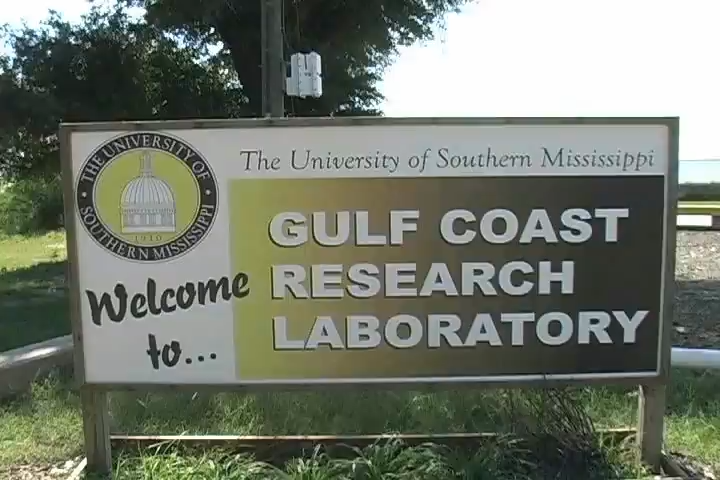 The University of Southern Mississippi
THE UNIVERSITY OF
SOUTHERN MISSISSIPPI
1910
Welcome
to...
GULF COAST
RESEARCH
LABORATORY